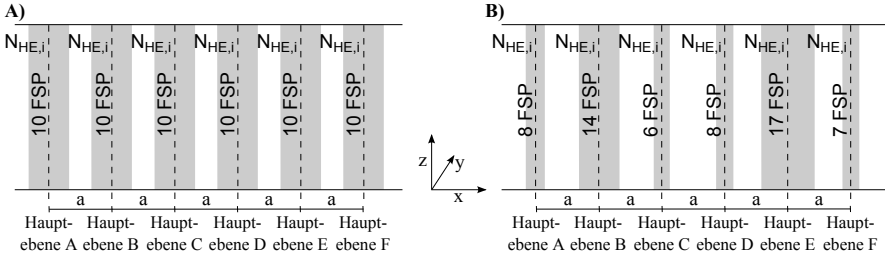 A)
N_HE,i N_HE,i N_HE,i N_HE,i N_HE,i N_HE,i
10 FSP 10 FSP 10 FSP 10 FSP 10 FSP 10 FSP
a a a a a
Haupt- Haupt- Haupt- Haupt- Haupt- Haupt-
ebene A ebene B ebene C ebene D ebene E ebene F
z y
x
B)
N_HE,i N_HE,i N_HE,i N_HE,i N_HE,i N_HE,i
8 FSP 14 FSP 6 FSP 8 FSP 17 FSP 7 FSP
a a a a a
Haupt- Haupt- Haupt- Haupt- Haupt- Haupt-
ebene A ebene B ebene C ebene D ebene E ebene F